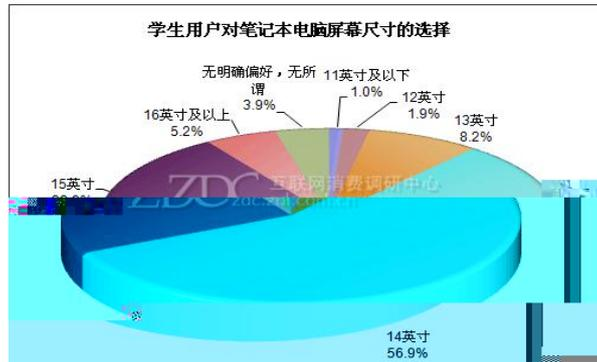 学生用户对笔记本电脑屏幕尺寸的选择
无明确偏好，无所
谓
3.9%
11英寸及以下
1.0%
12英寸
1.9%
13英寸
8.2%
16英寸及以上
5.2%
15英寸
ZDC 互联网消费调研中心
zdc.zol.com.cn
14英寸
56.9%